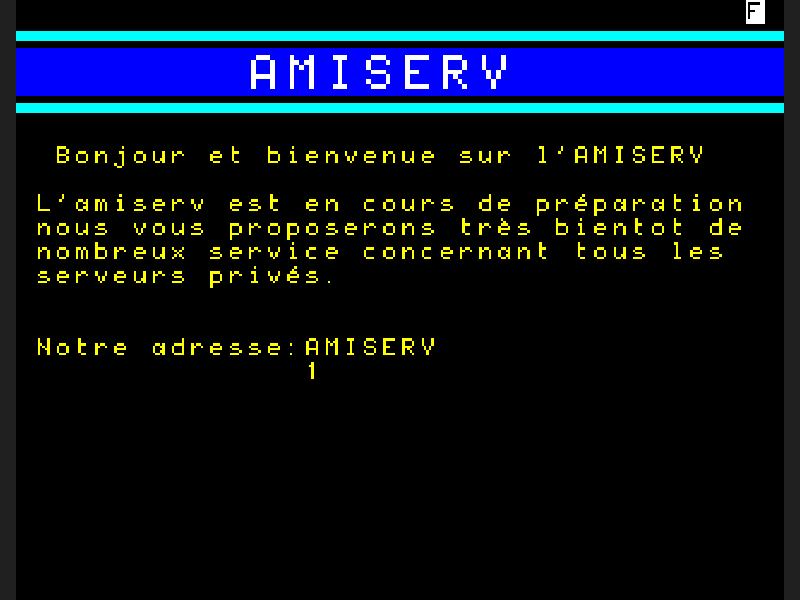 F
AMISERV
Bonjour et bienvenue sur l'AMISERV
L'amiserv est en cours de préparation
nous vous proposerons très bientot de
nombreux service concernant tous les
serveurs privés.
Notre adresse:AMISERV
1